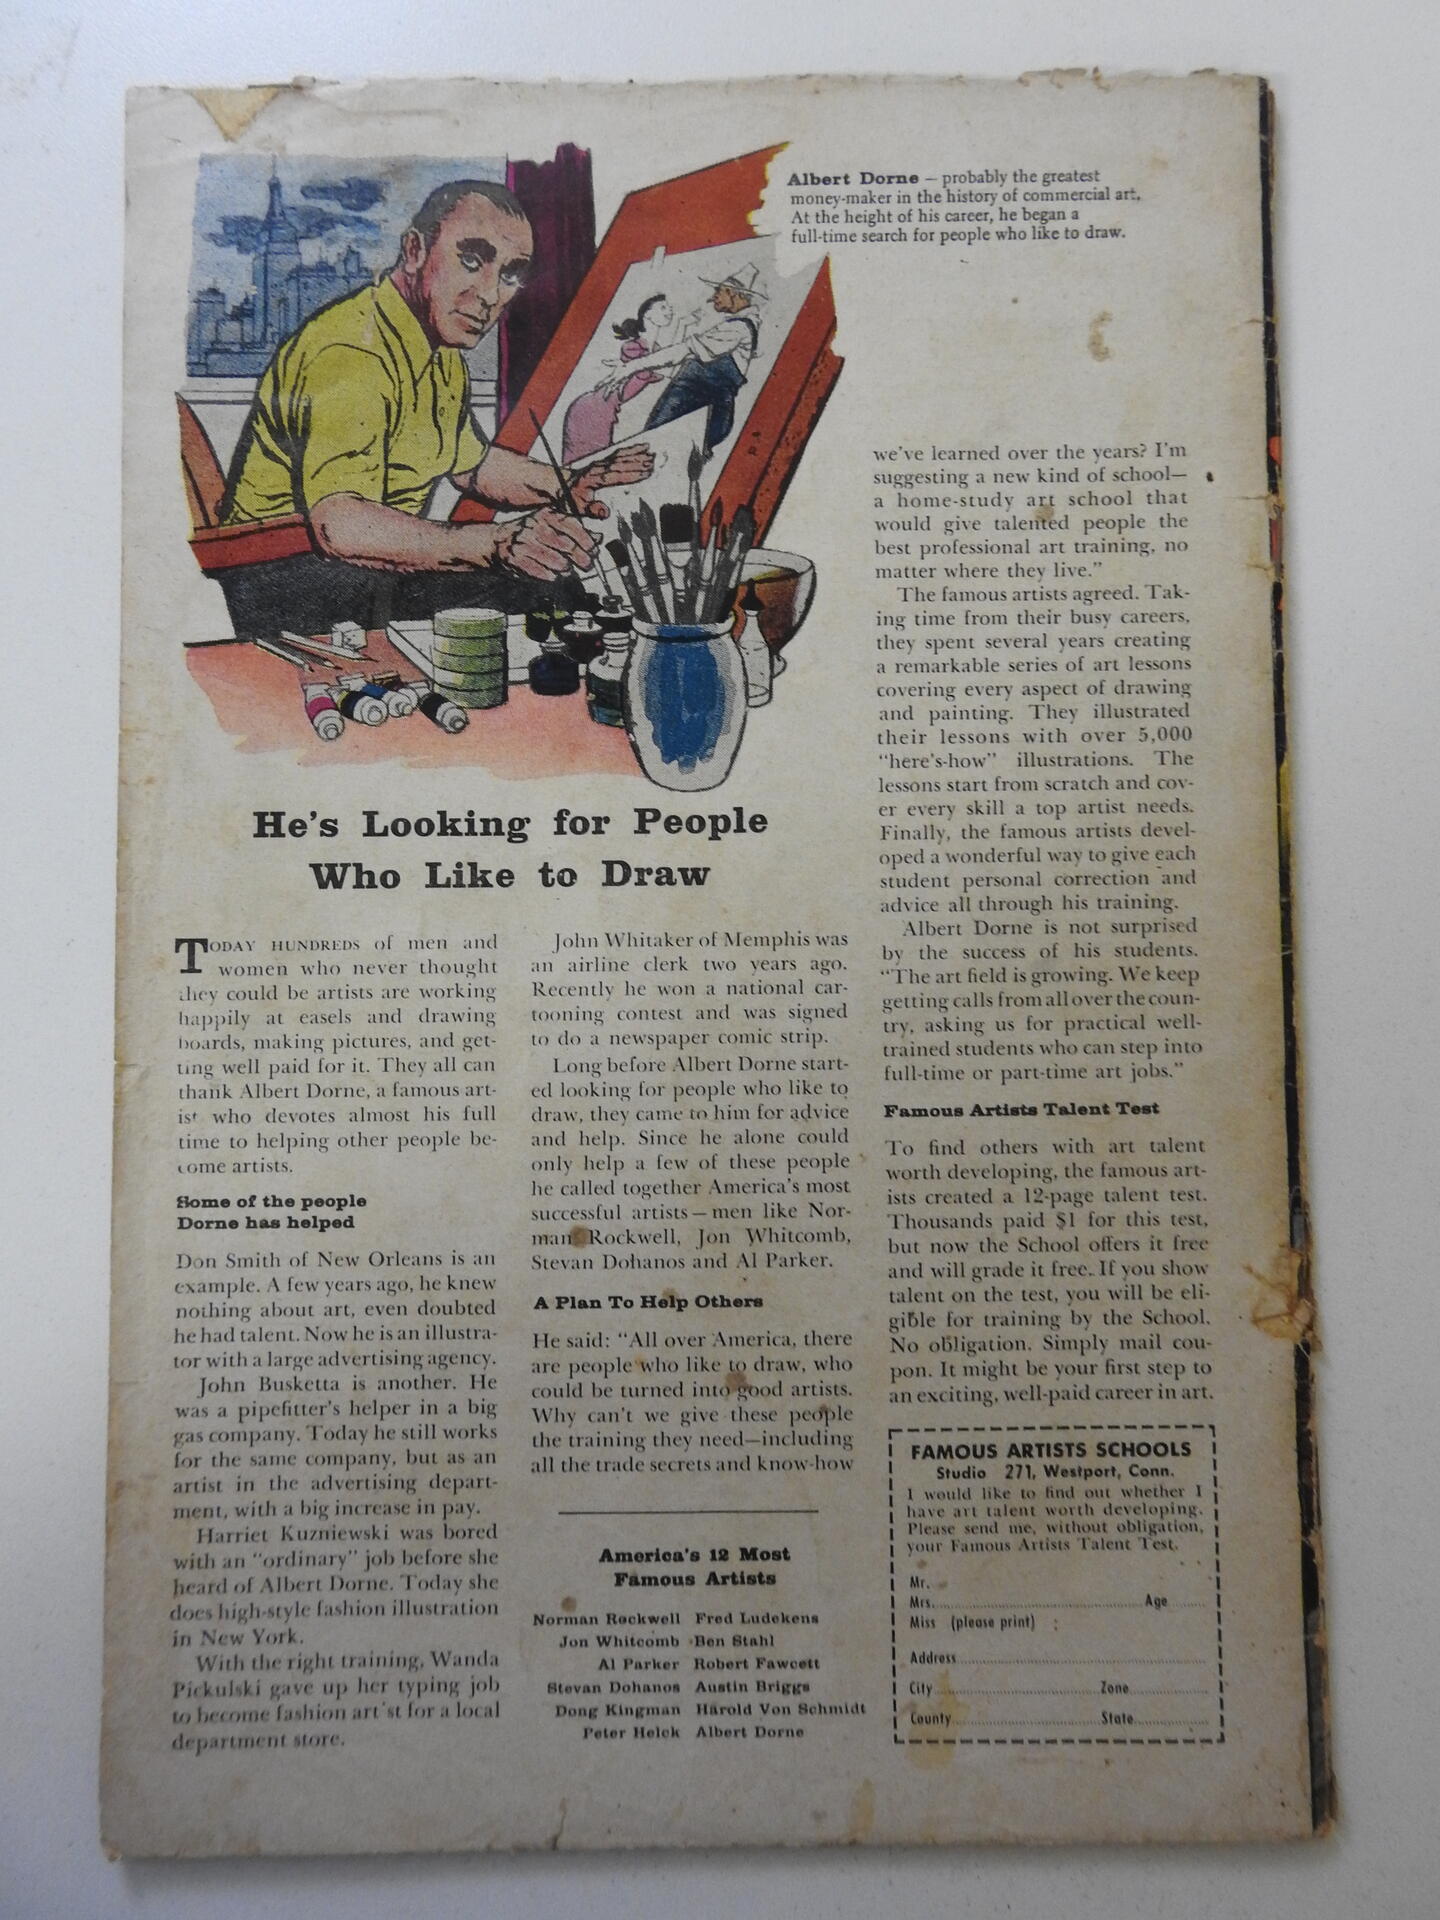 Albert Dorne – probably the greatest
money-maker in the history of commercial art.
At the height of his career, he began a
full-time search for people who like to draw.
He's Looking for People
Who Like to Draw
TODAY HUNDREDS of men and
women who never thought
they could be artists are working
happily at easels and drawing
boards, making pictures, and get-
ting well paid for it. They all can
thank Albert Dorne, a famous art-
ist who devotes almost his full
time to helping other people be-
come artists.
Some of the people
Dorne has helped
Don Smith of New Orleans is an
example. A few years ago, he knew
nothing about art, even doubted
he had talent. Now he is an illustra-
tor with a large advertising agency.
John Busketta is another. He
was a pipefitter's helper in a big
gas company. Today he still works
for the same company, but as an
artist in the advertising depart-
ment, with a big increase in pay.
Harriet Kuzniewski was bored
with an "ordinary" job before she
heard of Albert Dorne. Today she
does high-style fashion illustration
in New York.
With the right training, Wanda
Pickulski gave up her typing job
to become fashion art st for a local
department store.
John Whitaker of Memphis was
an airline clerk two years ago.
Recently he won a national car-
tooning contest and was signed
to do a newspaper comic strip.
Long before Albert Dorne start-
ed looking for people who like to
draw, they came to him for advice
and help. Since he alone could
only help a few of these people
he called together America's most
successful artists – men like Nor-
man Rockwell, Jon Whitcomb,
Stevan Dohanos and Al Parker.
A Plan To Help Others
He said: "All over America, there
are people who like to draw, who
could be turned into good artists.
Why can't we give these people
the training they need—including
all the trade secrets and know-how
America's 12 Most
Famous Artists
Norman Rockwell Fred Ludekens
Jon Whitcomb Ben Stahl
Al Parker Robert Fawcett
Stevan Dohanos Austin Briggs
Dong Kingman Harold Von Schmidt
Peter Helck Albert Dorne
we've learned over the years? I'm
suggesting a new kind of school—
a home-study art school that
would give talented people the
best professional art training, no
matter where they live."
The famous artists agreed. Tak-
ing time from their busy careers,
they spent several years creating
a remarkable series of art lessons
covering every aspect of drawing
and painting. They illustrated
their lessons with over 5,000
"here's-how" illustrations. The
lessons start from scratch and cov-
er every skill a top artist needs.
Finally, the famous artists devel-
oped a wonderful way to give each
student personal correction and
advice all through his training.
Albert Dorne is not surprised
by the success of his students.
"The art field is growing. We keep
getting calls from all over the coun-
try, asking us for practical well-
trained students who can step into
full-time or part-time art jobs."
Famous Artists Talent Test
To find others with art talent
worth developing, the famous art-
ists created a 12-page talent test.
Thousands paid $1 for this test,
but now the School offers it free
and will grade it free. If you show
talent on the test, you will be eli-
gible for training by the School.
No obligation. Simply mail cou-
pon. It might be your first step to
an exciting, well-paid career in art.
FAMOUS ARTISTS SCHOOLS
Studio 271, Westport, Conn.
I would like to find out whether I
have art talent worth developing.
Please send me, without obligation,
your Famous Artists Talent Test.
Mr.
Mrs. Age
Miss (please print)
Address
City Zone
County State